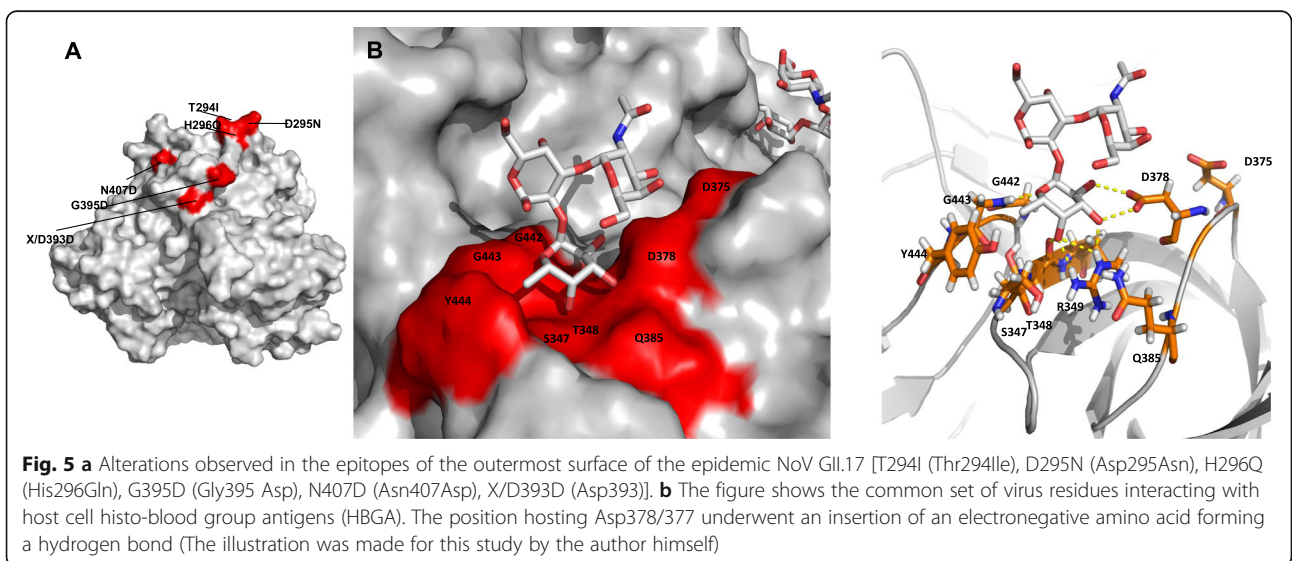 A
T294I
H296Q
D295N
N407D
G395D
X/D393D
B
D375
G442
G443
D378
Y444
T348
S347
Q385
D375
D378
G442
G443
Y444
R349
S347
T348
Q385
Fig. 5 a Alterations observed in the epitopes of the outermost surface of the epidemic NoV GII.17 [T294I (Thr294Ile), D295N (Asp295Asn), H296Q
(His296Gln), G395D (Gly395 Asp), N407D (Asn407Asp), X/D393D (Asp393)]. b The figure shows the common set of virus residues interacting with
host cell histo-blood group antigens (HBGA). The position hosting Asp378/377 underwent an insertion of an electronegative amino acid forming
a hydrogen bond (The illustration was made for this study by the author himself)